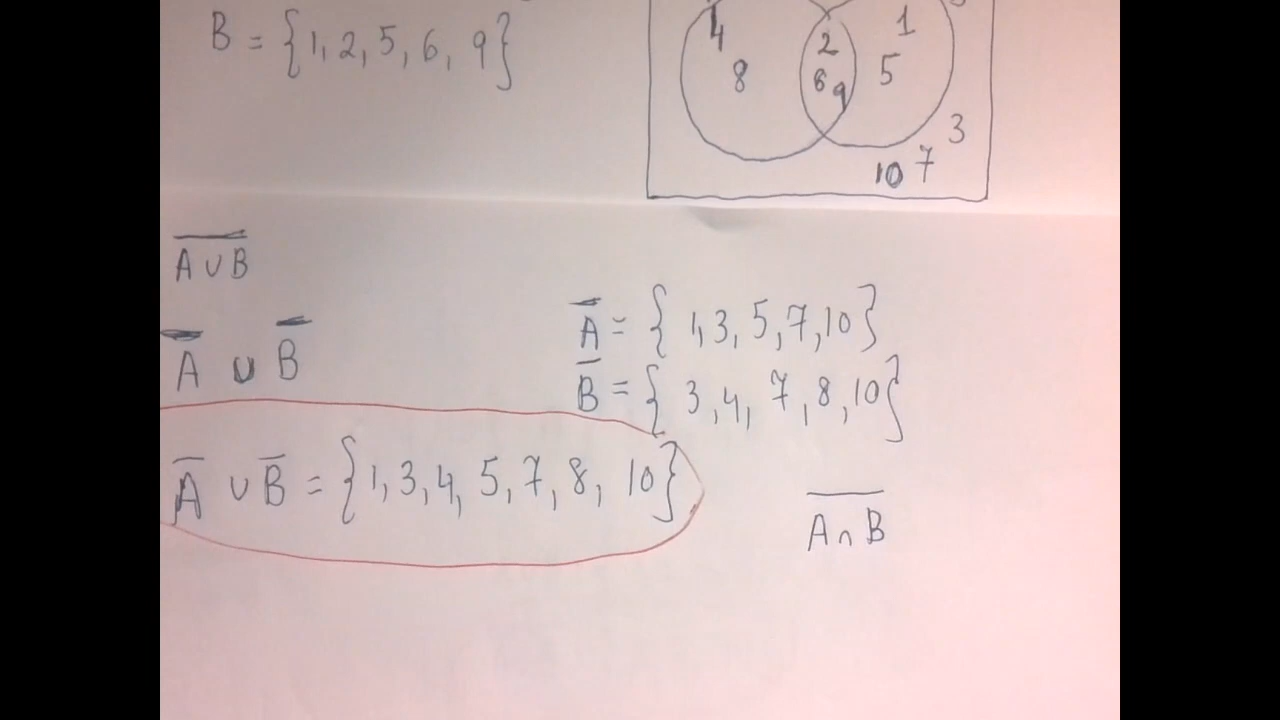 B = {1, 2, 5, 6, 9}
4
2
1
8
6
9
5
3
10
7
A̅ ̅∪̅ ̅B̅
A̅ ∪ B̅
A̅ = {1, 3, 5, 7, 10}
B̅ = {3, 4, 7, 8, 10}
A̅ ∪ B̅ = {1, 3, 4, 5, 7, 8, 10}
A̅ ̅∩̅ ̅B̅